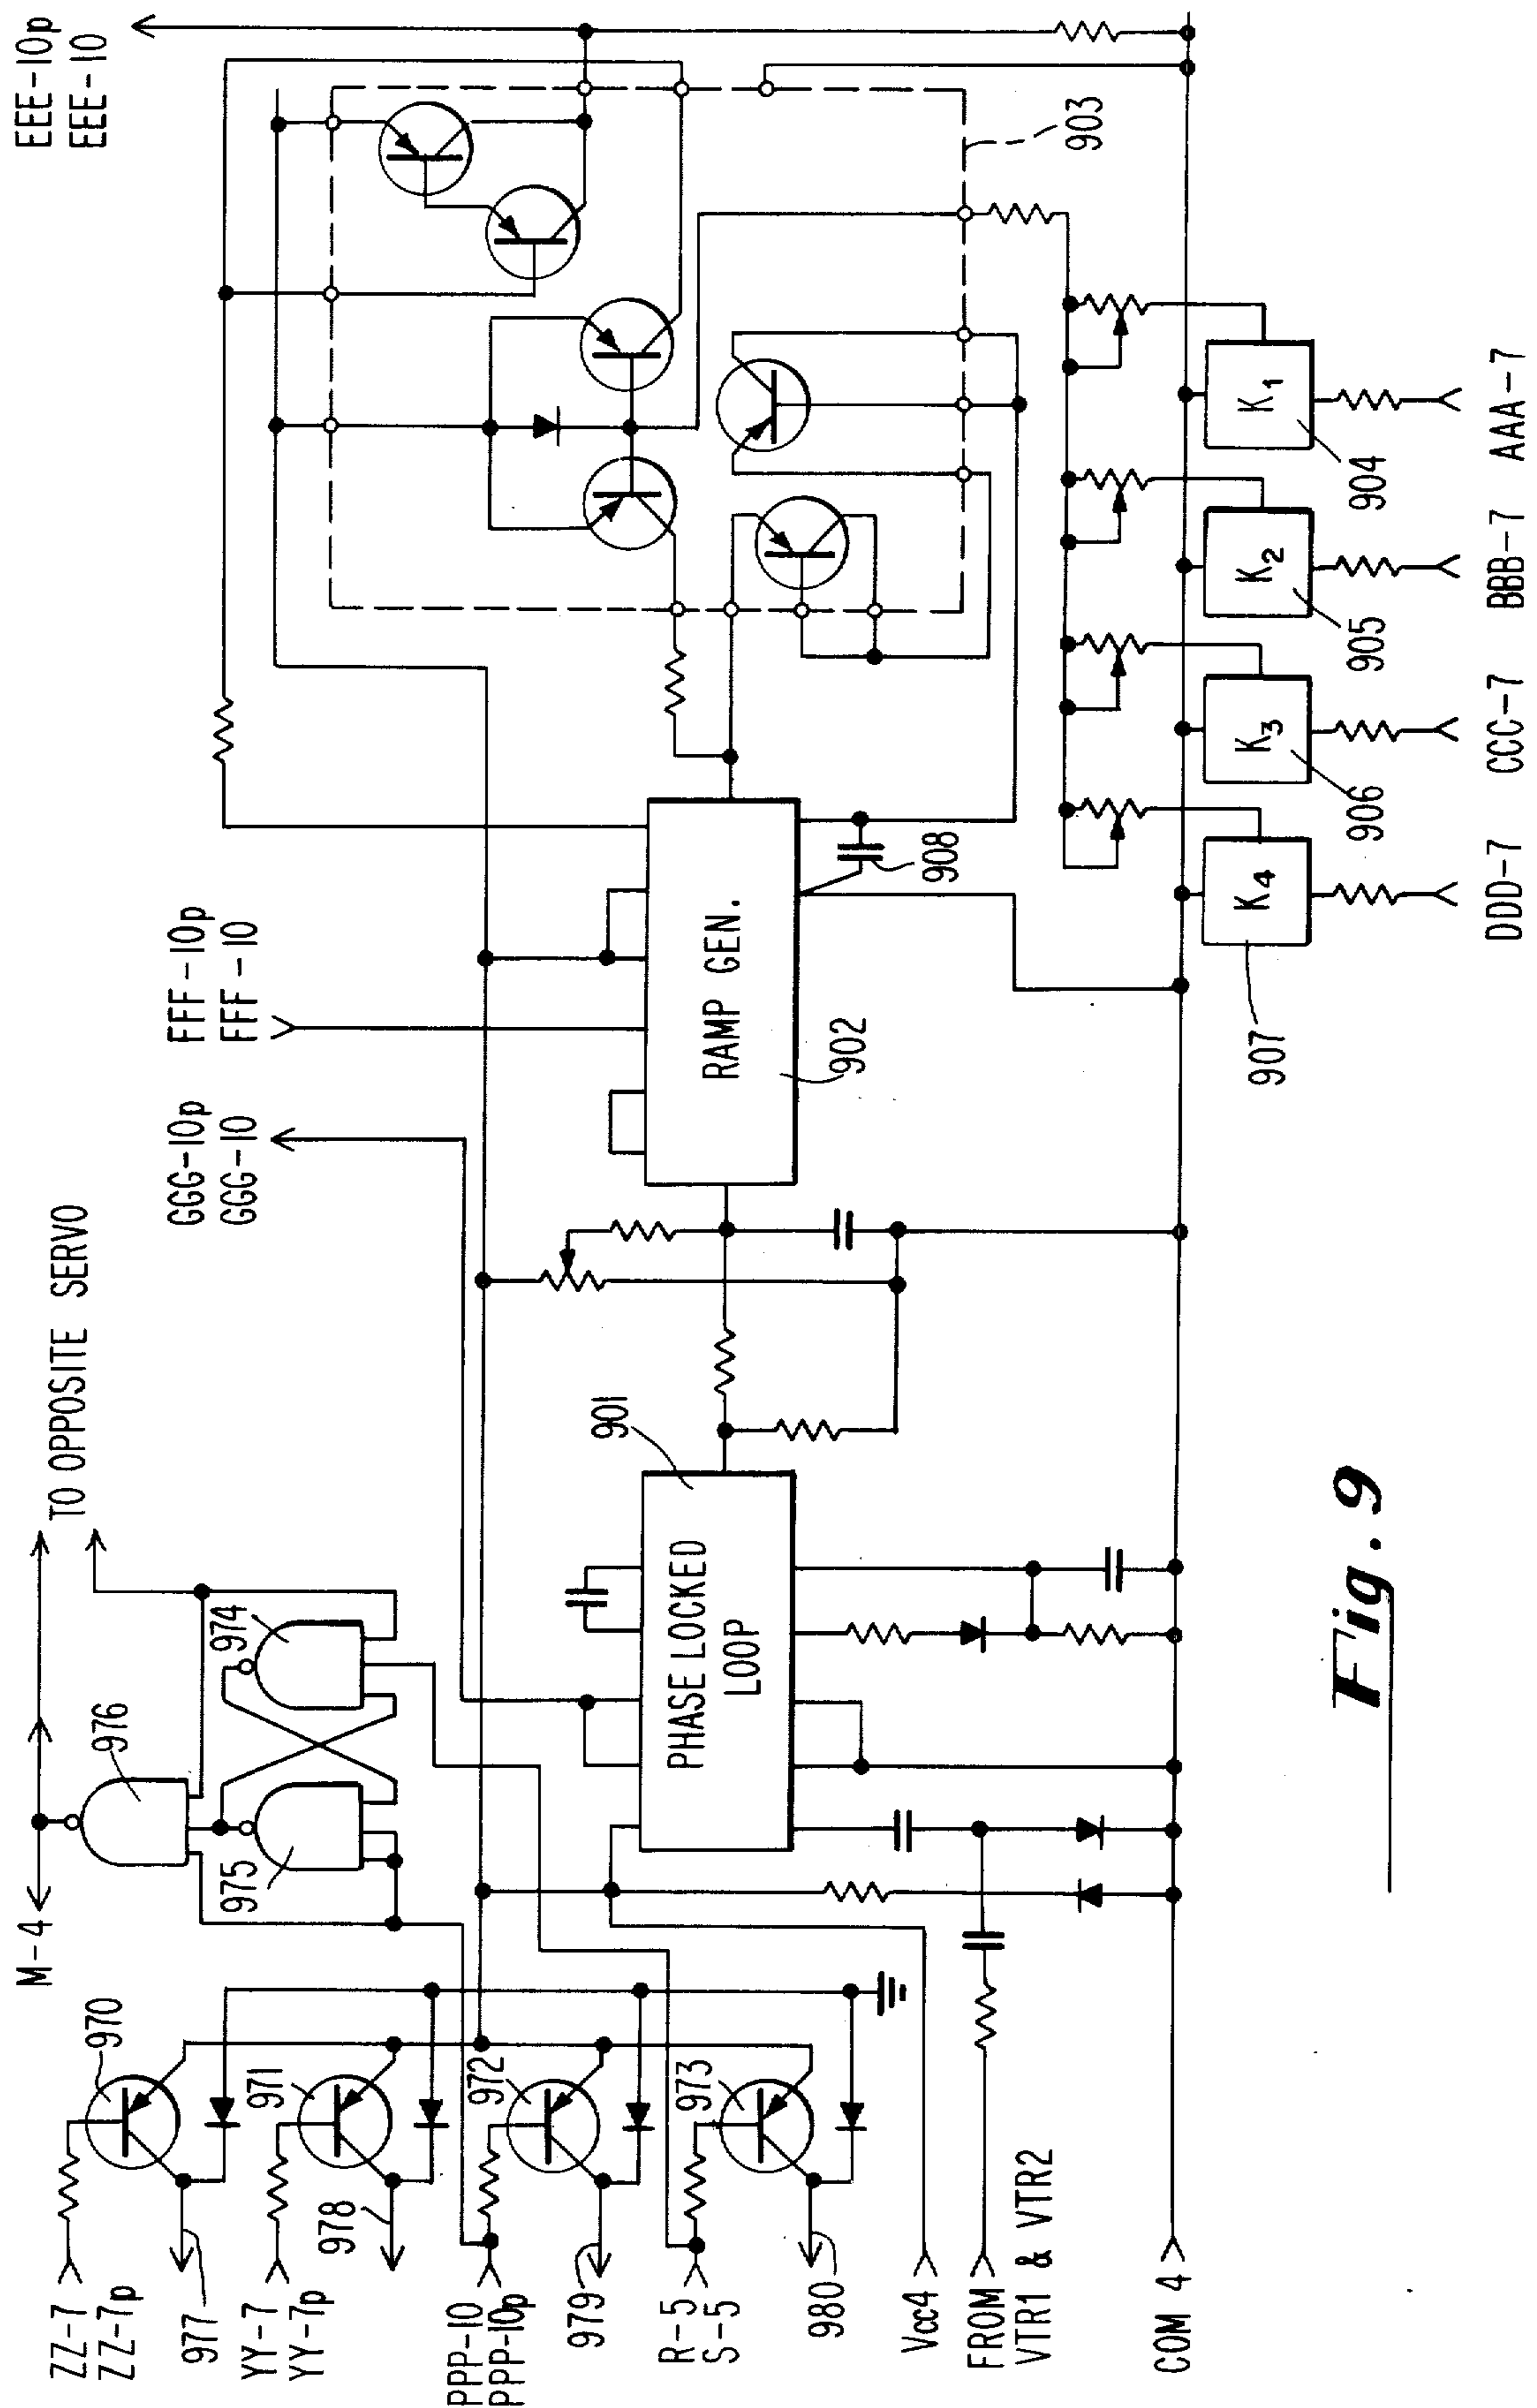 M-4
TO OPPOSITE SERVO
976
974
975
GGG-10p
GGG-10
FFF-10p
FFF-10
EEE-10p
EEE-10
ZZ-7
ZZ-7p
970
977
YY-7
YY-7p
971
978
PPP-10
PPP-10p
972
979
R-5
S-5
973
980
Vcc4
FROM
VTR1 & VTR2
COM 4
901
PHASE LOCKED
LOOP
RAMP GEN.
902
908
903
K4
907
K3
906
K2
905
K1
904
DDD-7
CCC-7
BBB-7
AAA-7
Fig. 9